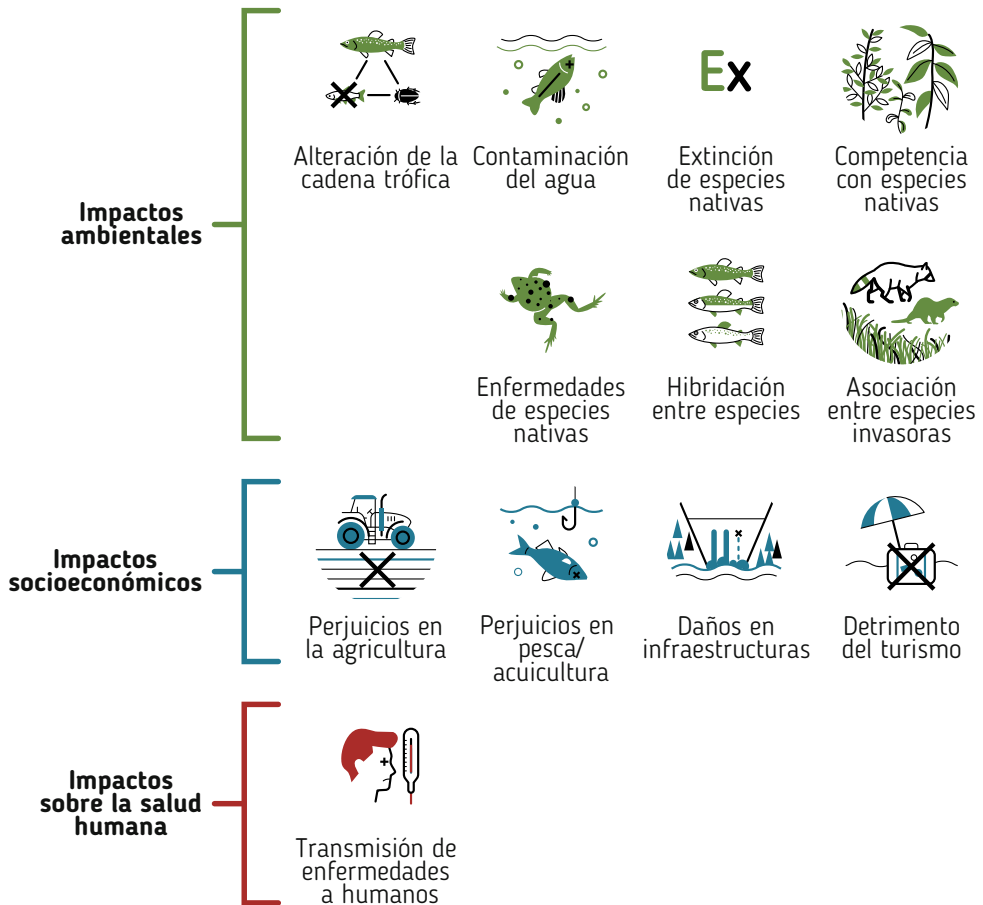 Impactos
ambientales
Alteración de la
cadena trófica
Contaminación
del agua
Ex
Extinción
de especies
nativas
Competencia
con especies
nativas
Enfermedades
de especies
nativas
Hibridación
entre especies
Asociación
entre especies
invasoras
Impactos
socioeconómicos
Perjuicios en
la agricultura
Perjuicios en
pesca/
acuicultura
Daños en
infraestructuras
Detrimento
del turismo
Impactos
sobre la salud
humana
Transmisión de
enfermedades
a humanos